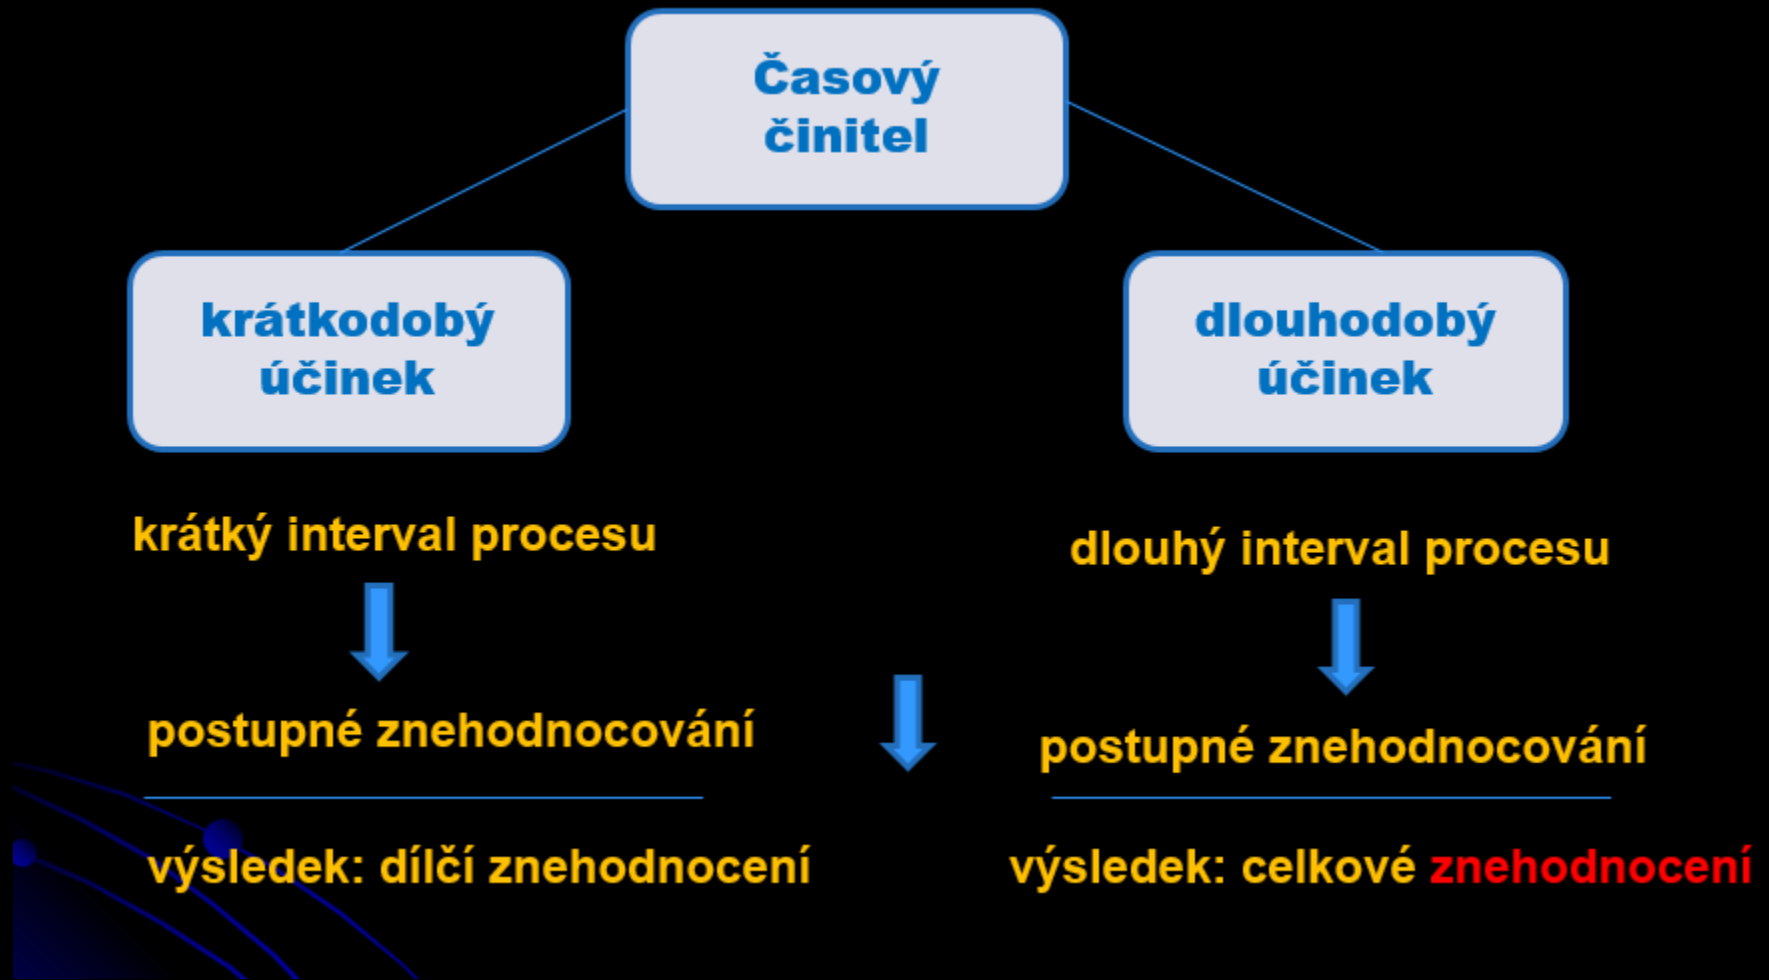 Časový
činitel
krátkodobý
účinek
dlouhodobý
účinek
krátký interval procesu
dlouhý interval procesu
postupné znehodnocování
postupné znehodnocování
výsledek: dílčí znehodnocení
výsledek: celkové znehodnocení